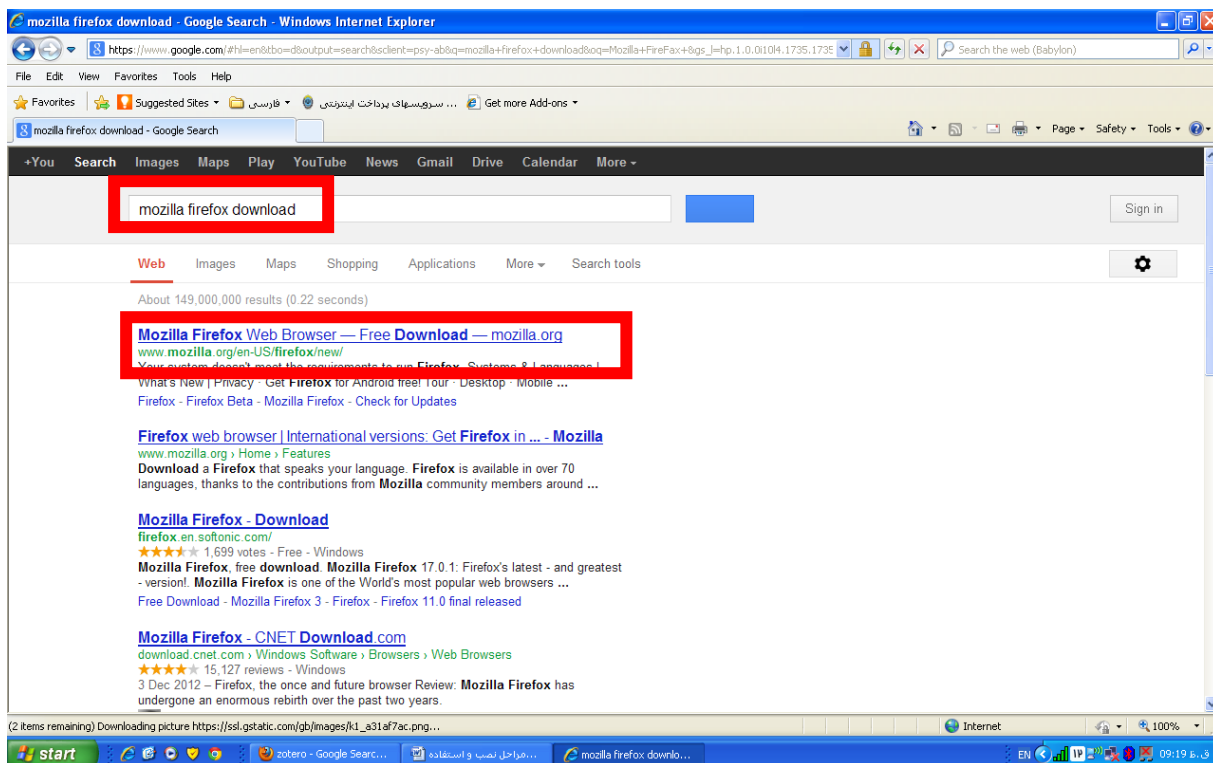 mozilla firefox download - Google Search - Windows Internet Explorer
https://www.google.com/#hl=en&tbo=d&output=search&sclient=psy-ab&q=mozilla+firefox+download&oq=Mozilla+FireFax+&gs_l=hp.1.0.0i10l4.1735.1735
Search the web (Babylon)
File Edit View Favorites Tools Help
Favorites Suggested Sites فارسی سرویسهای پرداخت اینترنتی ... Get more Add-ons
mozilla firefox download - Google Search Page Safety Tools
+You Search Images Maps Play YouTube News Gmail Drive Calendar More
mozilla firefox download
Sign in
Web Images Maps Shopping Applications More Search tools
About 149,000,000 results (0.22 seconds)
Mozilla Firefox Web Browser — Free Download — mozilla.org
www.mozilla.org/en-US/firefox/new/
Your system doesn't meet the requirements to run Firefox. Systems & Languages |
What's New | Privacy · Get Firefox for Android free! Tour · Desktop · Mobile ...
Firefox - Firefox Beta - Mozilla Firefox - Check for Updates
Firefox web browser | International versions: Get Firefox in ... - Mozilla
www.mozilla.org › Home › Features
Download a Firefox that speaks your language. Firefox is available in over 70
languages, thanks to the contributions from Mozilla community members around ...
Mozilla Firefox - Download
firefox.en.softonic.com/
1,699 votes - Free - Windows
Mozilla Firefox, free download. Mozilla Firefox 17.0.1: Firefox's latest - and greatest
- version!. Mozilla Firefox is one of the World's most popular web browsers ...
Free Download - Mozilla Firefox 3 - Firefox - Firefox 11.0 final released
Mozilla Firefox - CNET Download.com
download.cnet.com › Windows Software › Browsers › Web Browsers
15,127 reviews - Windows
3 Dec 2012 – Firefox, the once and future browser Review: Mozilla Firefox has
undergone an enormous rebirth over the past two years.
(2 items remaining) Downloading picture https://ssl.gstatic.com/gb/images/k1_a31af7ac.png... Internet 100%
start zotero - Google Searc... مراحل نصب و استفاده... mozilla firefox downlo... EN 09:19 ق.ظ